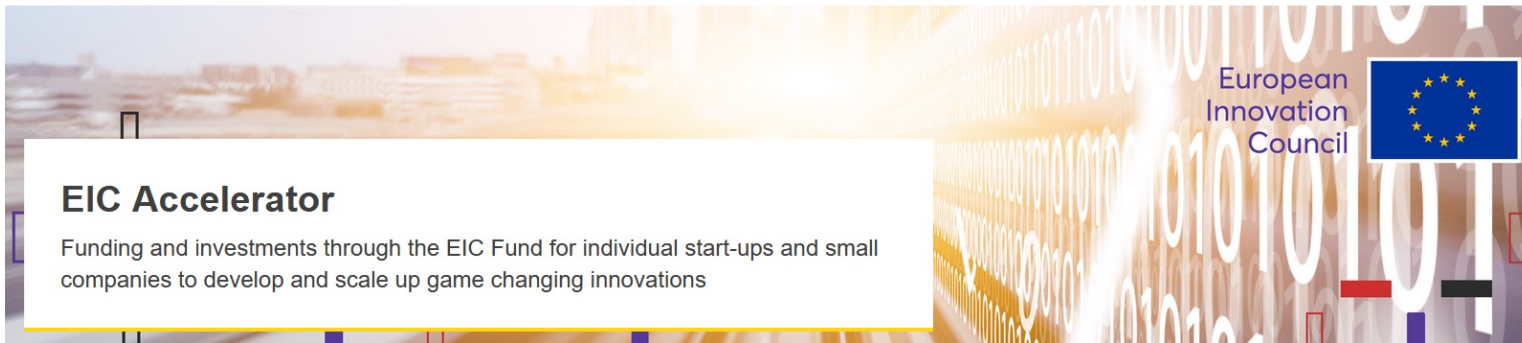 EIC Accelerator
Funding and investments through the EIC Fund for individual start-ups and small
companies to develop and scale up game changing innovations
European
Innovation
Council